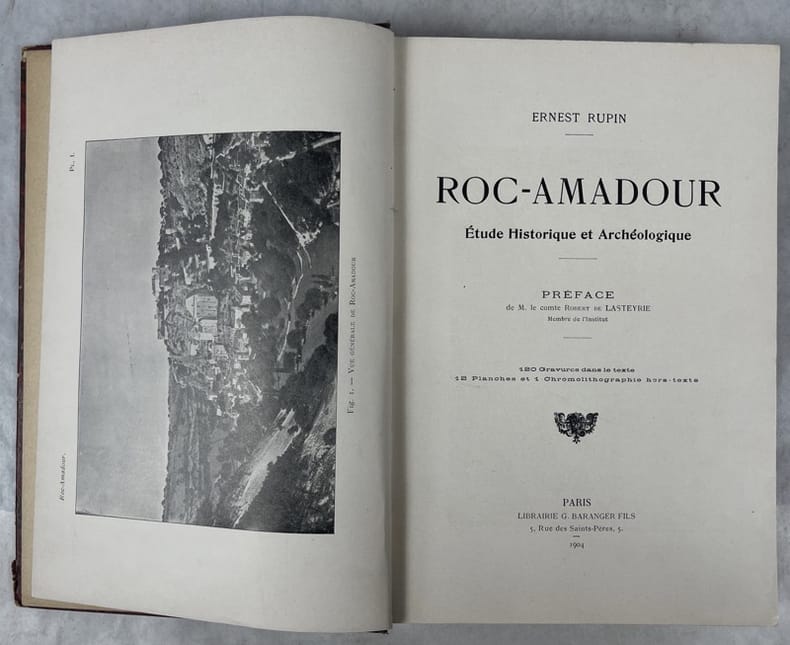 Pl. I.
Fig. 1. — Vue générale de Roc-Amadour
Roc-Amadour.
ERNEST RUPIN
ROC-AMADOUR
Étude Historique et Archéologique
PRÉFACE
de M. le comte Robert de LASTEYRIE
Membre de l'Institut
120 Gravures dans le texte
12 Planches et 1 Chromolithographie hors-texte
PARIS
LIBRAIRIE G. BARANGER FILS
5, Rue des Saints-Pères, 5.
1904